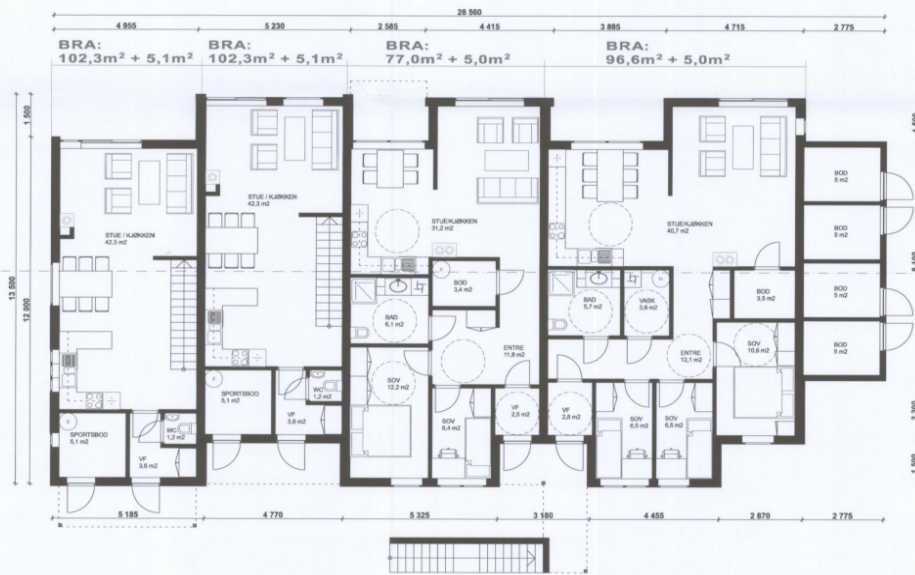 28 560
4 955 5 230 2 585 4 415 3 885 4 715 2 775
BRA:
102,3m² + 5,1m²
BRA:
102,3m² + 5,1m²
BRA:
77,0m² + 5,0m²
BRA:
96,6m² + 5,0m²
1 500
13 500
12 000
STUE / KJØKKEN
42,3 m2
SPORTSBOD
5,1 m2
WC
1,2 m2
VF
3,6 m2
STUE / KJØKKEN
42,3 m2
SPORTSBOD
5,1 m2
WC
1,2 m2
VF
3,6 m2
STUE/KJØKKEN
31,2 m2
BOD
3,4 m2
BAD
6,1 m2
ENTRE
11,8 m2
SOV
12,2 m2
SOV
6,4 m2
VF
2,5 m2
STUE/KJØKKEN
40,7 m2
BAD
5,7 m2
VASK
3,6 m2
BOD
3,5 m2
ENTRE
12,1 m2
SOV
10,6 m2
VF
2,8 m2
SOV
6,5 m2
SOV
6,5 m2
BOD
5 m2
BOD
5 m2
BOD
5 m2
BOD
5 m2
1 500
5 185 4 770 5 325 3 180 4 455 2 870 2 775